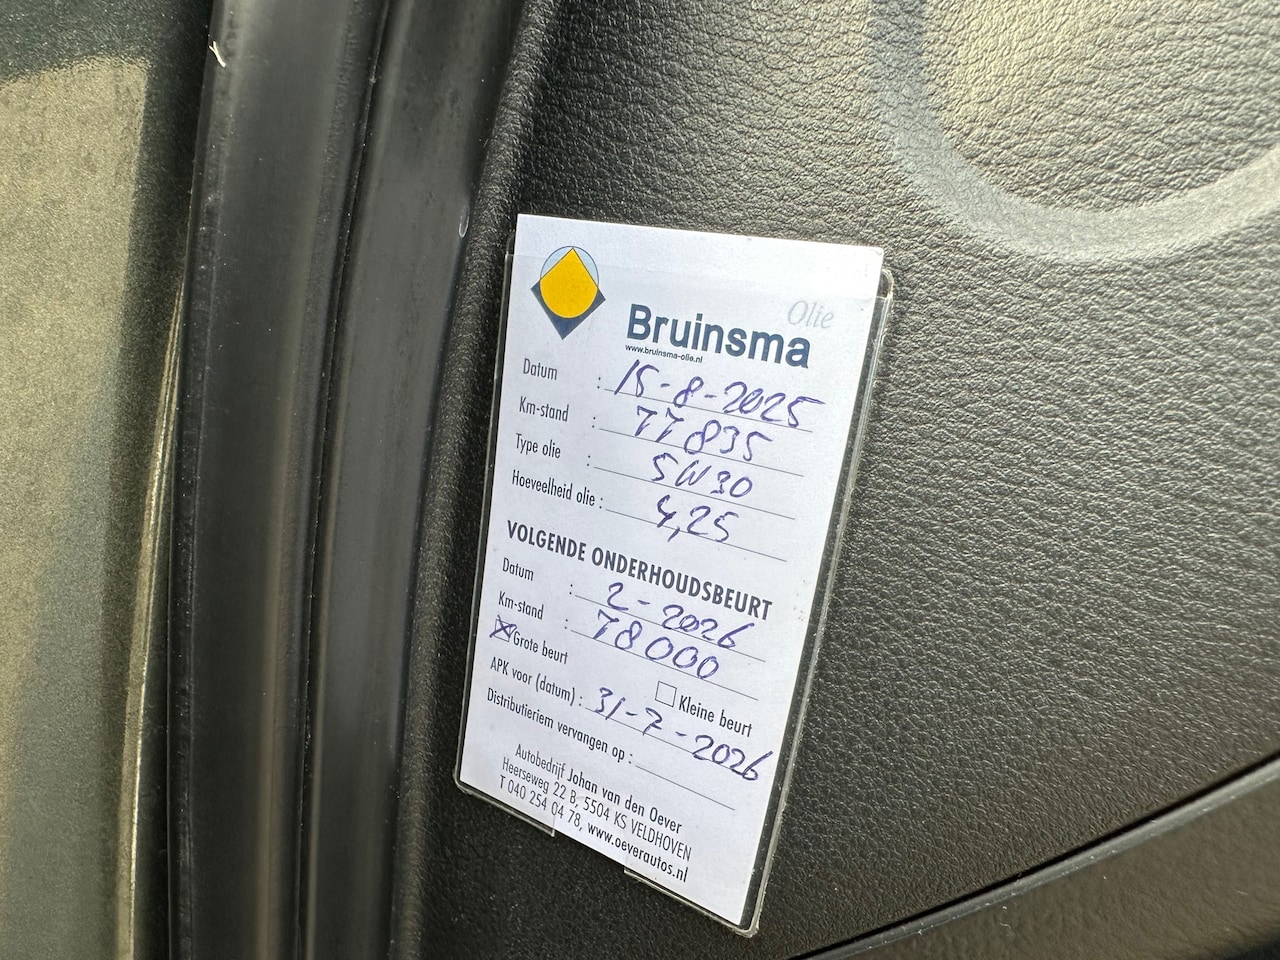 Olie
Bruinsma
www.bruinsma-olie.nl
Datum : 15-8-2025
Km-stand : 77835
Type olie : 5W30
Hoeveelheid olie : 4,25
VOLGENDE ONDERHOUDSBEURT
Datum : 2-2026
Km-stand : 78000
Grote beurt
Kleine beurt
APK voor (datum) : 31-7-2026
Distributieriem vervangen op :
Autobedrijf Johan van den Oever
Heerseweg 22 B, 5504 KS VELDHOVEN
T 040 254 04 78, www.oeverautos.nl